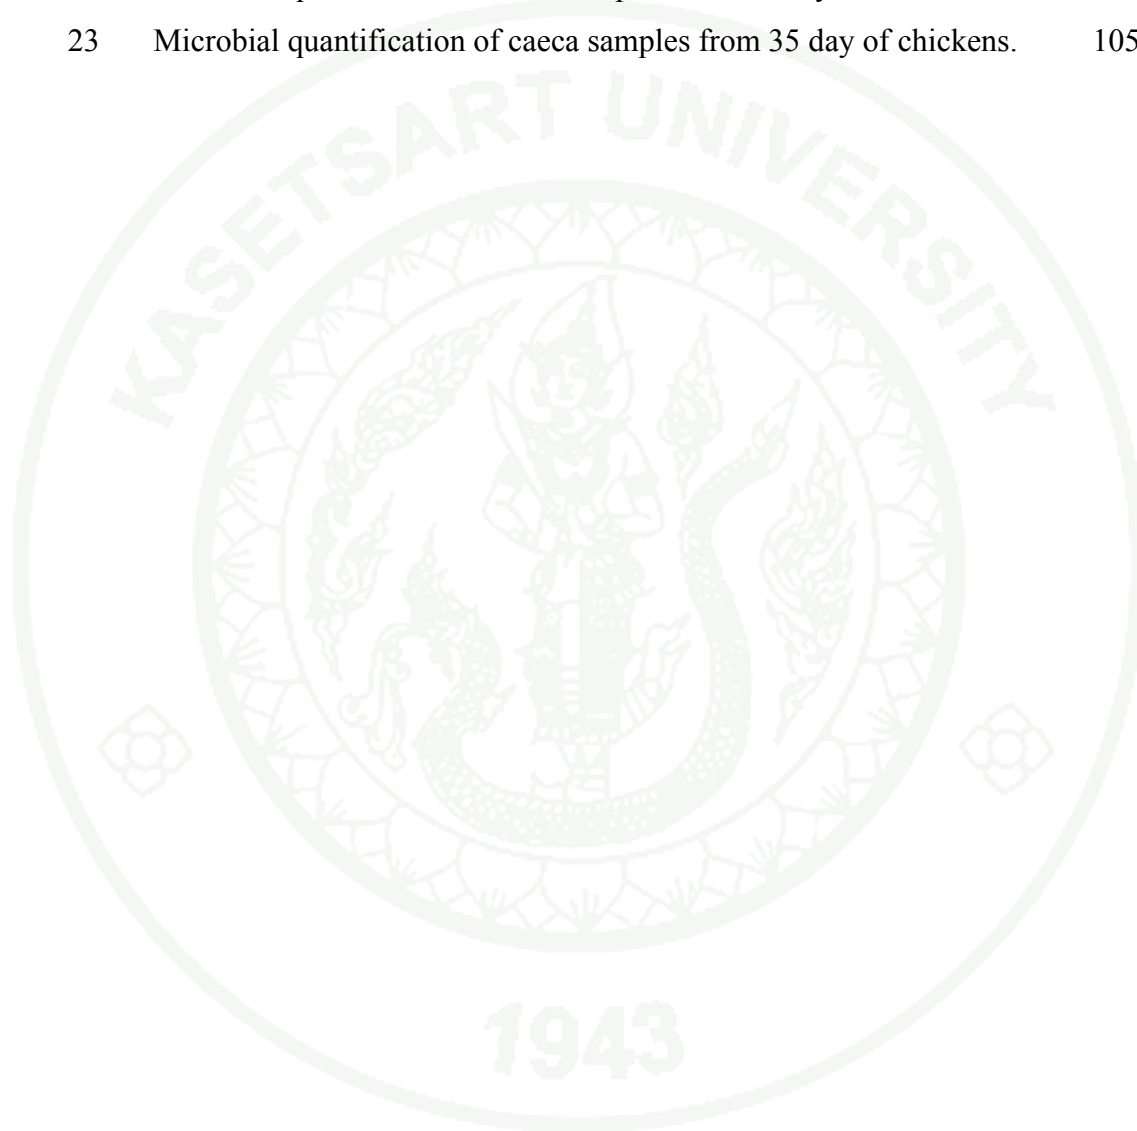 23 Microbial quantification of caeca samples from 35 day of chickens. 105
KASETSART UNIVERSITY
1943